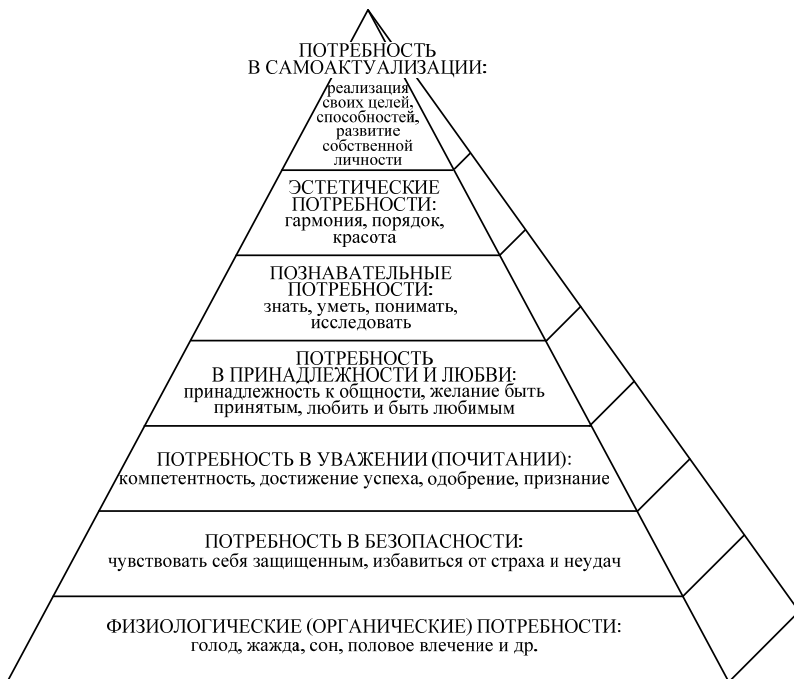 ПОТРЕБНОСТЬ
В САМОАКТУАЛИЗАЦИИ:
реализация
своих целей,
способностей,
развитие
собственной
личности
ЭСТЕТИЧЕСКИЕ
ПОТРЕБНОСТИ:
гармония, порядок,
красота
ПОЗНАВАТЕЛЬНЫЕ
ПОТРЕБНОСТИ:
знать, уметь, понимать,
исследовать
ПОТРЕБНОСТЬ
В ПРИНАДЛЕЖНОСТИ И ЛЮБВИ:
принадлежность к общности, желание быть
принятым, любить и быть любимым
ПОТРЕБНОСТЬ В УВАЖЕНИИ (ПОЧИТАНИИ):
компетентность, достижение успеха, одобрение, признание
ПОТРЕБНОСТЬ В БЕЗОПАСНОСТИ:
чувствовать себя защищенным, избавиться от страха и неудач
ФИЗИОЛОГИЧЕСКИЕ (ОРГАНИЧЕСКИЕ) ПОТРЕБНОСТИ:
голод, жажда, сон, половое влечение и др.